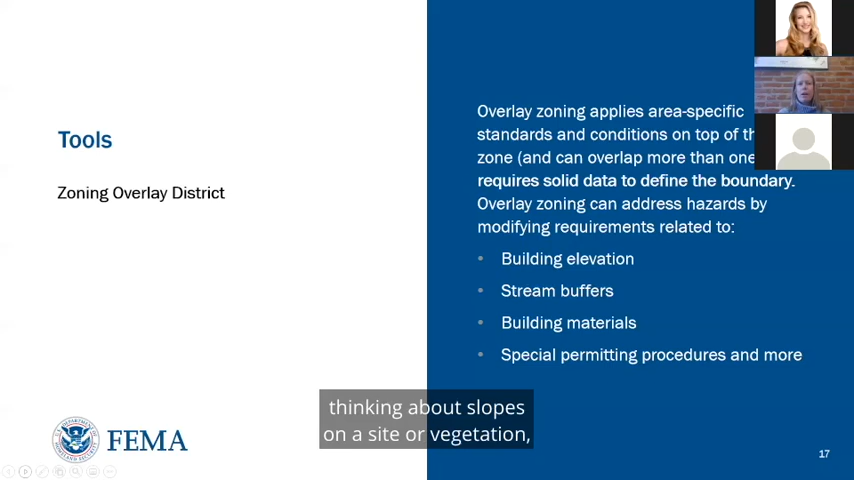 Tools
Zoning Overlay District
Overlay zoning applies area-specific
standards and conditions on top of
zone (and can overlap more than one
requires solid data to define the boundary.
Overlay zoning can address hazards by
modifying requirements related to:
• Building elevation
• Stream buffers
• Building materials
• Special permitting procedures and more
thinking about slopes
on a site or vegetation,
FEMA
17